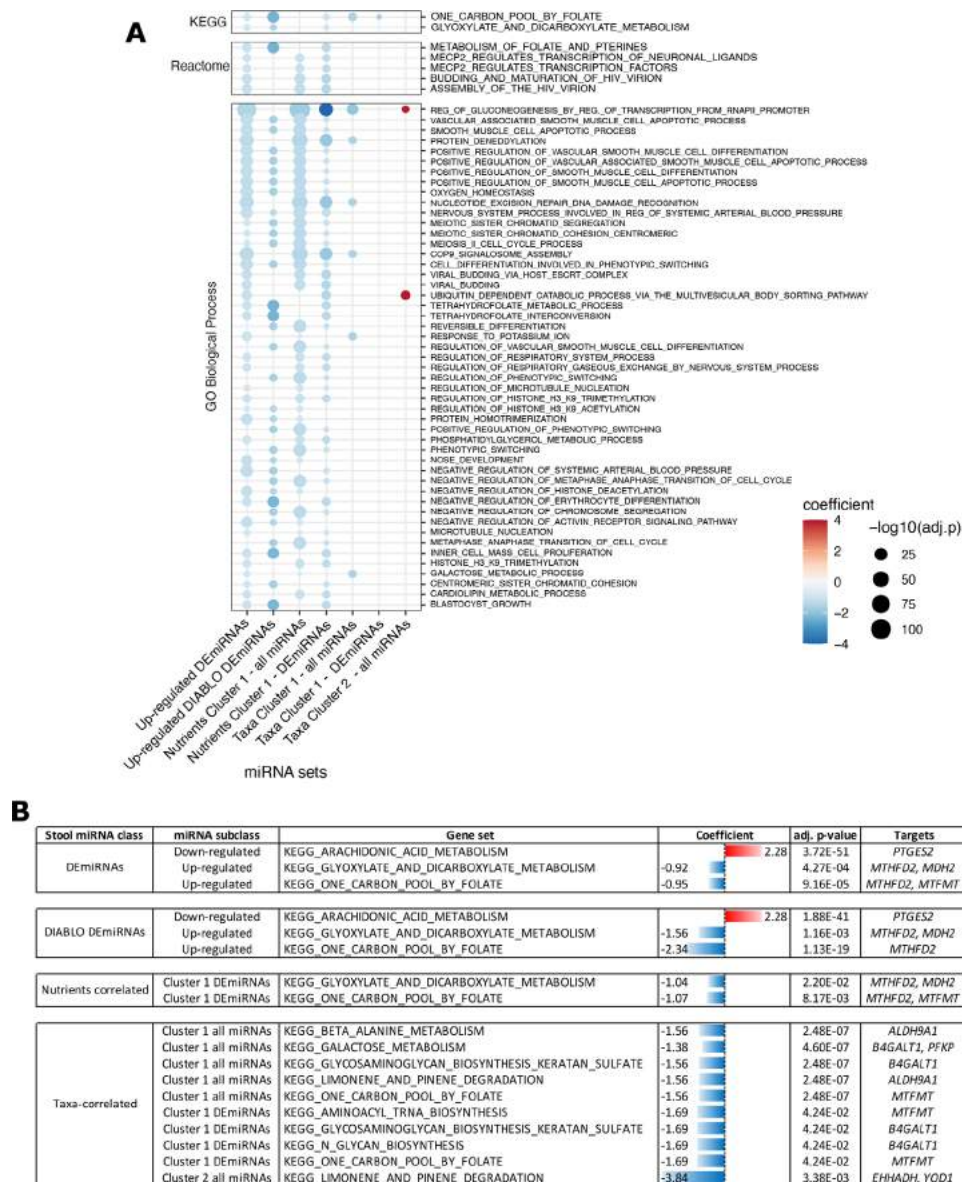 A
KEGG
ONE_CARBON_POOL_BY_FOLATE
GLYOXYLATE_AND_DICARBOXYLATE_METABOLISM
Reactome
METABOLISM_OF_FOLATE_AND_PTERINES
MECP2_REGULATES_TRANSCRIPTION_OF_NEURONAL_LIGANDS
MECP2_REGULATES_TRANSCRIPTION_FACTORS
BUDDING_AND_MATURATION_OF_HIV_VIRION
ASSEMBLY_OF_THE_HIV_VIRION
GO Biological Process
REG_OF_GLUCONEOGENESIS_BY_REG._OF_TRANSCRIPTION_FROM_RNAPII_PROMOTER
VASCULAR_ASSOCIATED_SMOOTH_MUSCLE_CELL_APOPTOTIC_PROCESS
SMOOTH_MUSCLE_CELL_APOPTOTIC_PROCESS
PROTEIN_DENEDDYLATION
POSITIVE_REGULATION_OF_VASCULAR_SMOOTH_MUSCLE_CELL_DIFFERENTIATION
POSITIVE_REGULATION_OF_VASCULAR_ASSOCIATED_SMOOTH_MUSCLE_CELL_APOPTOTIC_PROCESS
POSITIVE_REGULATION_OF_SMOOTH_MUSCLE_CELL_DIFFERENTIATION
POSITIVE_REGULATION_OF_SMOOTH_MUSCLE_CELL_APOPTOTIC_PROCESS
OXYGEN_HOMEOSTASIS
NUCLEOTIDE_EXCISION_REPAIR_DNA_DAMAGE_RECOGNITION
NERVOUS_SYSTEM_PROCESS_INVOLVED_IN_REG_OF_SYSTEMIC_ARTERIAL_BLOOD_PRESSURE
MEIOTIC_SISTER_CHROMATID_SEGREGATION
MEIOTIC_SISTER_CHROMATID_COHESION_CENTROMERIC
MEIOSIS_II_CELL_CYCLE_PROCESS
COP9_SIGNALOSOME_ASSEMBLY
CELL_DIFFERENTIATION_INVOLVED_IN_PHENOTYPIC_SWITCHING
VIRAL_BUDDING_VIA_HOST_ESCRT_COMPLEX
VIRAL_BUDDING
UBIQUITIN_DEPENDENT_CATABOLIC_PROCESS_VIA_THE_MULTIVESICULAR_BODY_SORTING_PATHWAY
TETRAHYDROFOLATE_METABOLIC_PROCESS
TETRAHYDROFOLATE_INTERCONVERSION
REVERSIBLE_DIFFERENTIATION
RESPONSE_TO_POTASSIUM_ION
REGULATION_OF_VASCULAR_SMOOTH_MUSCLE_CELL_DIFFERENTIATION
REGULATION_OF_RESPIRATORY_SYSTEM_PROCESS
REGULATION_OF_RESPIRATORY_GASEOUS_EXCHANGE_BY_NERVOUS_SYSTEM_PROCESS
REGULATION_OF_PHENOTYPIC_SWITCHING
REGULATION_OF_MICROTUBULE_NUCLEATION
REGULATION_OF_HISTONE_H3_K9_TRIMETHYLATION
REGULATION_OF_HISTONE_H3_K9_ACETYLATION
PROTEIN_HOMOTRIMERIZATION
POSITIVE_REGULATION_OF_PHENOTYPIC_SWITCHING
PHOSPHATIDYLGLYCEROL_METABOLIC_PROCESS
PHENOTYPIC_SWITCHING
NOSE_DEVELOPMENT
NEGATIVE_REGULATION_OF_SYSTEMIC_ARTERIAL_BLOOD_PRESSURE
NEGATIVE_REGULATION_OF_METAPHASE_ANAPHASE_TRANSITION_OF_CELL_CYCLE
NEGATIVE_REGULATION_OF_HISTONE_DEACETYLATION
NEGATIVE_REGULATION_OF_ERYTHROCYTE_DIFFERENTIATION
NEGATIVE_REGULATION_OF_CHROMOSOME_SEGREGATION
NEGATIVE_REGULATION_OF_ACTIVIN_RECEPTOR_SIGNALING_PATHWAY
MICROTUBULE_NUCLEATION
METAPHASE_ANAPHASE_TRANSITION_OF_CELL_CYCLE
INNER_CELL_MASS_CELL_PROLIFERATION
HISTONE_H3_K9_TRIMETHYLATION
GALACTOSE_METABOLIC_PROCESS
CENTROMERIC_SISTER_CHROMATID_COHESION
CARDIOLIPIN_METABOLIC_PROCESS
BLASTOCYST_GROWTH
coefficient
4
2
0
−2
−4
−log10(adj.p)
25
50
75
100
Up-regulated DEmiRNAs
Up-regulated DIABLO DEmiRNAs
Nutrients Cluster 1 - all miRNAs
Nutrients Cluster 1 - DEmiRNAs
Taxa Cluster 1 - all miRNAs
Taxa Cluster 1 - DEmiRNAs
Taxa Cluster 2 - all miRNAs
miRNA sets
B
Stool miRNA class miRNA subclass Gene set Coefficient adj. p-value Targets
DEmiRNAs
Down-regulated KEGG_ARACHIDONIC_ACID_METABOLISM 2.28 3.72E-51 PTGES2
Up-regulated KEGG_GLYOXYLATE_AND_DICARBOXYLATE_METABOLISM -0.92 4.27E-04 MTHFD2, MDH2
Up-regulated KEGG_ONE_CARBON_POOL_BY_FOLATE -0.95 9.16E-05 MTHFD2, MTFMT
DIABLO DEmiRNAs
Down-regulated KEGG_ARACHIDONIC_ACID_METABOLISM 2.28 1.88E-41 PTGES2
Up-regulated KEGG_GLYOXYLATE_AND_DICARBOXYLATE_METABOLISM -1.56 1.16E-03 MTHFD2, MDH2
Up-regulated KEGG_ONE_CARBON_POOL_BY_FOLATE -2.34 1.13E-19 MTHFD2
Nutrients correlated
Cluster 1 DEmiRNAs KEGG_GLYOXYLATE_AND_DICARBOXYLATE_METABOLISM -1.04 2.20E-02 MTHFD2, MDH2
Cluster 1 DEmiRNAs KEGG_ONE_CARBON_POOL_BY_FOLATE -1.07 8.17E-03 MTHFD2, MTFMT
Taxa-correlated
Cluster 1 all miRNAs KEGG_BETA_ALANINE_METABOLISM -1.56 2.48E-07 ALDH9A1
Cluster 1 all miRNAs KEGG_GALACTOSE_METABOLISM -1.38 4.60E-07 B4GALT1, PFKP
Cluster 1 all miRNAs KEGG_GLYCOSAMINOGLYCAN_BIOSYNTHESIS_KERATAN_SULFATE -1.56 2.48E-07 B4GALT1
Cluster 1 all miRNAs KEGG_LIMONENE_AND_PINENE_DEGRADATION -1.56 2.48E-07 ALDH9A1
Cluster 1 all miRNAs KEGG_ONE_CARBON_POOL_BY_FOLATE -1.56 2.48E-07 MTFMT
Cluster 1 DEmiRNAs KEGG_AMINOACYL_TRNA_BIOSYNTHESIS -1.69 4.24E-02 MTFMT
Cluster 1 DEmiRNAs KEGG_GLYCOSAMINOGLYCAN_BIOSYNTHESIS_KERATAN_SULFATE -1.69 4.24E-02 B4GALT1
Cluster 1 DEmiRNAs KEGG_N_GLYCAN_BIOSYNTHESIS -1.69 4.24E-02 B4GALT1
Cluster 1 DEmiRNAs KEGG_ONE_CARBON_POOL_BY_FOLATE -1.69 4.24E-02 MTFMT
Cluster 2 all miRNAs KEGG_LIMONENE_AND_PINENE_DEGRADATION -3.84 3.38E-03 EHHADH, YOD1